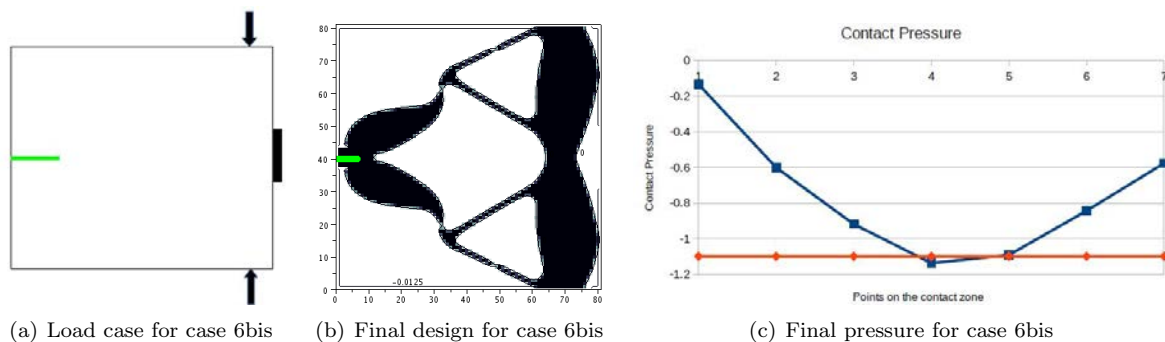 80
70
60
50
40
30
20
10
0
0
-0.0125
0 10 20 30 40 50 60 70 80
Contact Pressure
0
-0.2
-0.4
-0.6
-0.8
-1
-1.2
1 2 3 4 5 6 7
Contact Pressure
Points on the contact zone
(a) Load case for case 6bis
(b) Final design for case 6bis
(c) Final pressure for case 6bis